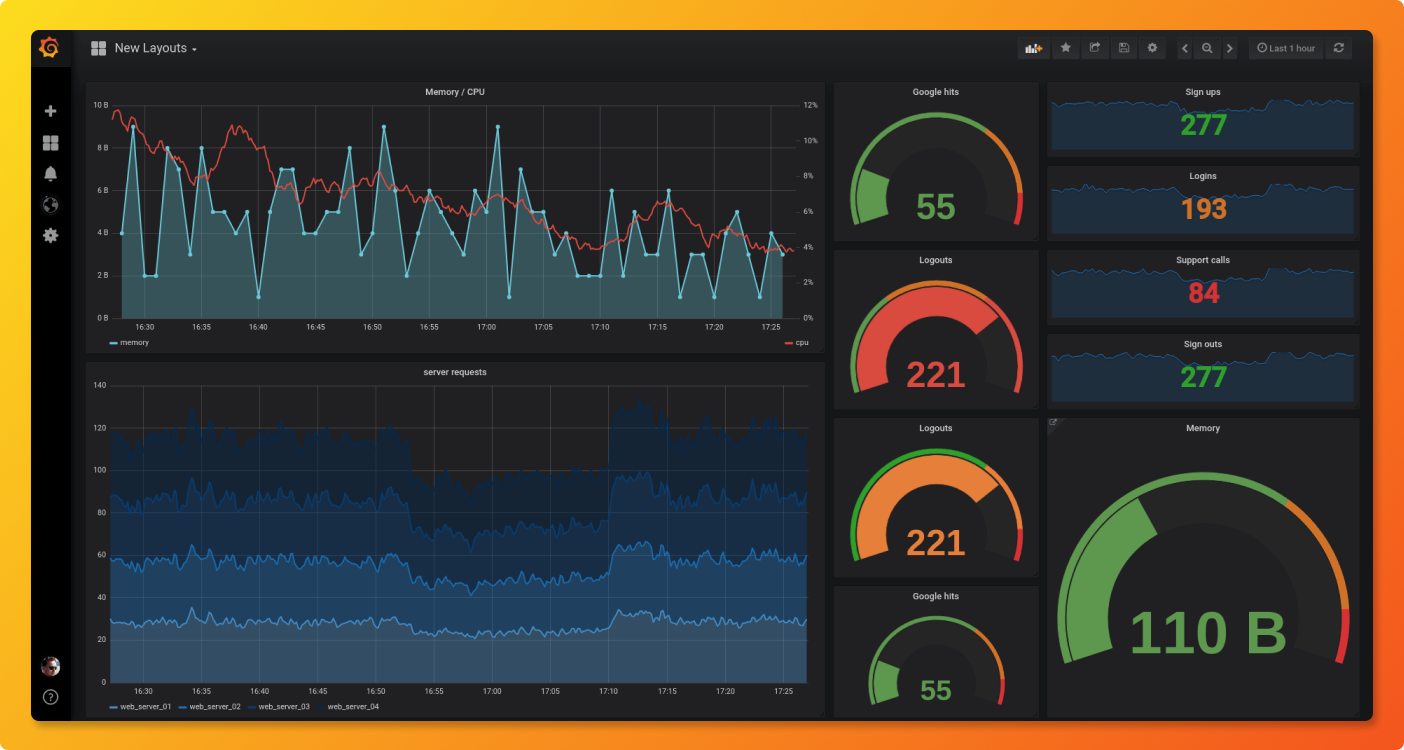 New Layouts
Last 1 hour
Memory / CPU
10 B
8 B
6 B
4 B
2 B
0 B
12%
10%
8%
6%
4%
2%
0%
16:30 16:35 16:40 16:45 16:50 16:55 17:00 17:05 17:10 17:15 17:20 17:25
memory cpu
server requests
140
120
100
80
60
40
20
0
16:30 16:35 16:40 16:45 16:50 16:55 17:00 17:05 17:10 17:15 17:20 17:25
web_server_01 web_server_02 web_server_03 web_server_04
Google hits
55
Logouts
221
Logouts
221
Google hits
55
Sign ups
277
Logins
193
Support calls
84
Sign outs
277
Memory
110 B
?